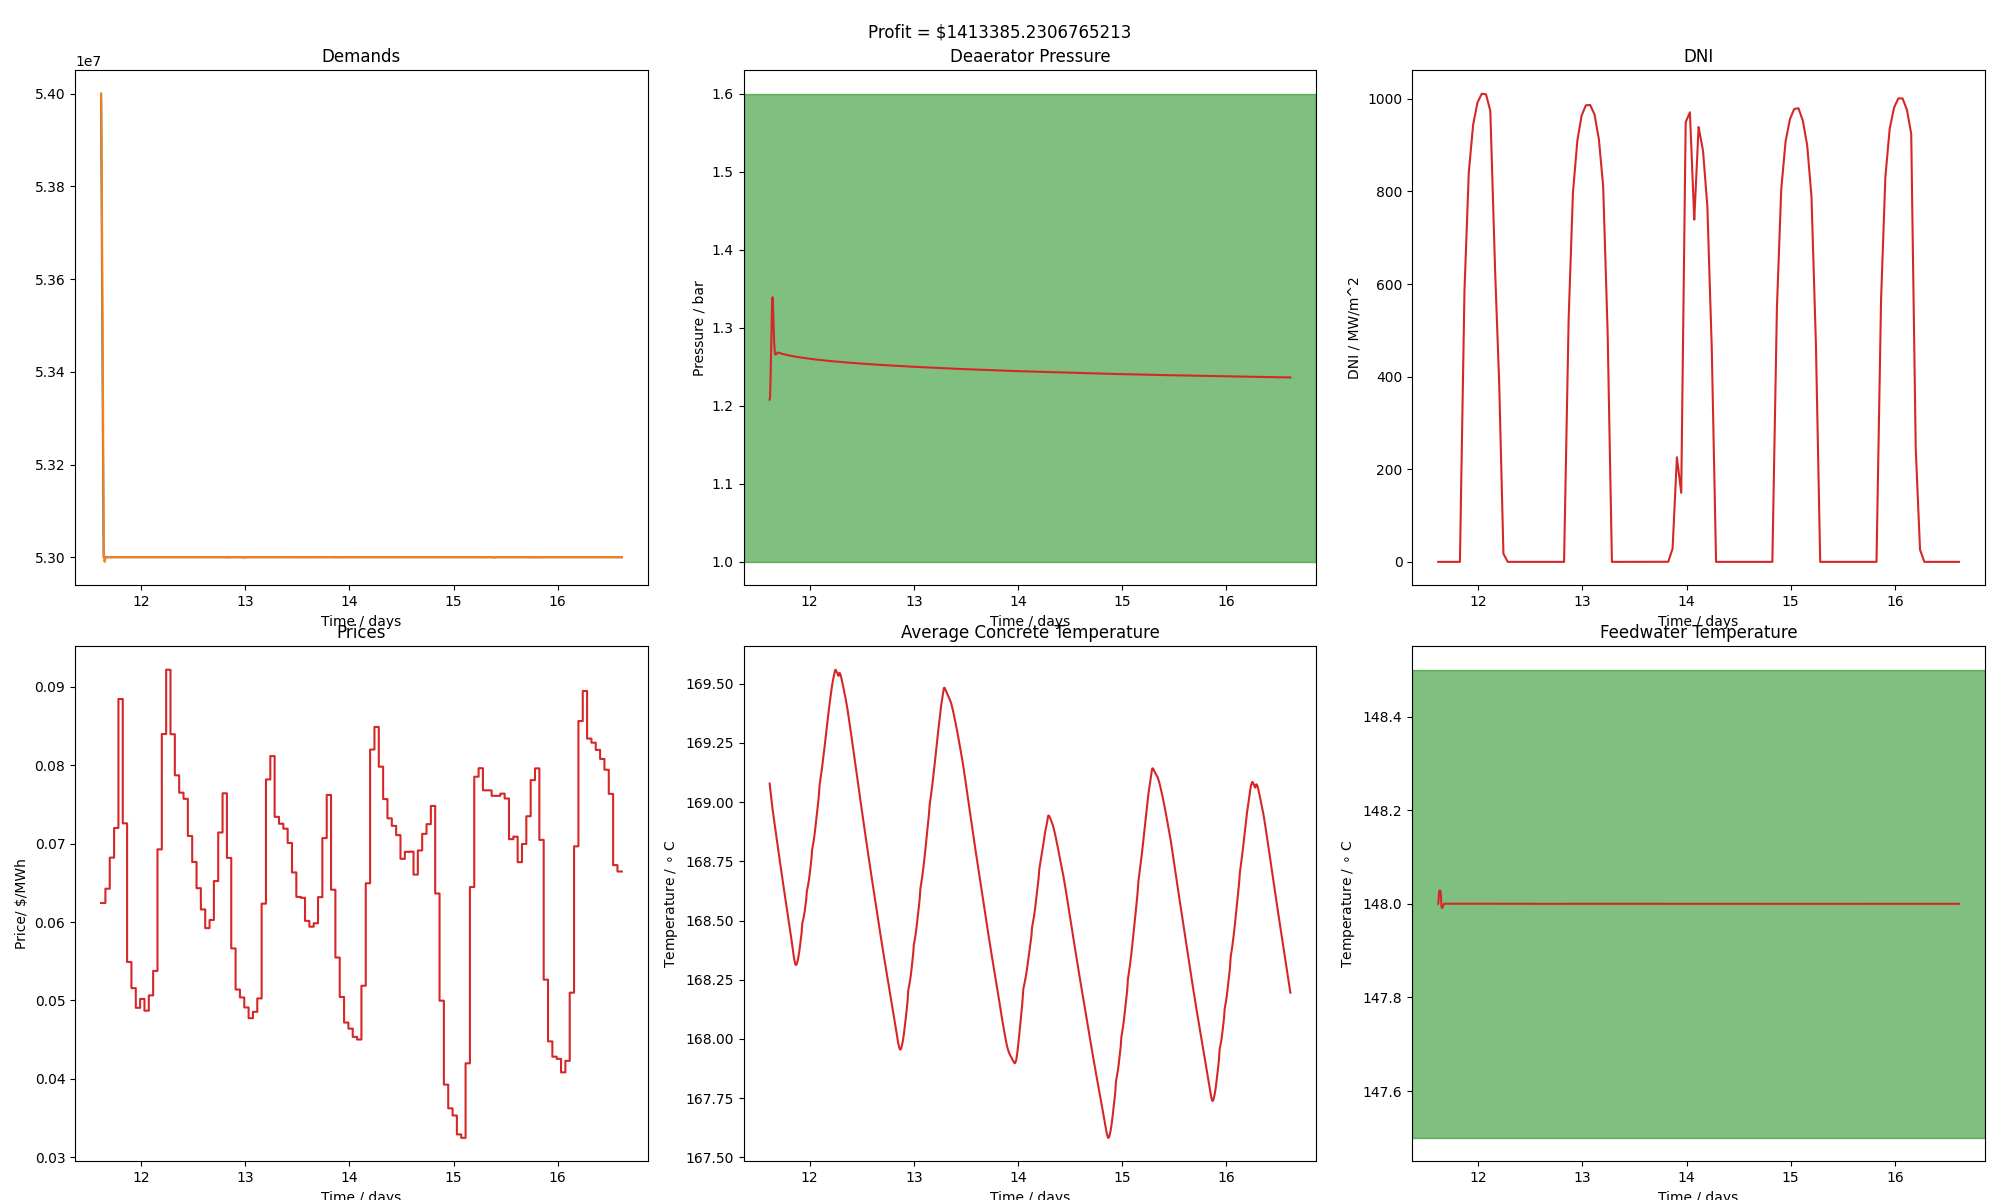 Profit = $1413385.2306765213
Demands
1e7
5.40
5.38
5.36
5.34
5.32
5.30
12 13 14 15 16
Time / days
Deaerator Pressure
Pressure / bar
1.6
1.5
1.4
1.3
1.2
1.1
1.0
12 13 14 15 16
Time / days
DNI
DNI / MW/m^2
1000
800
600
400
200
0
12 13 14 15 16
Time / days
Prices
Price/ $/MWh
0.09
0.08
0.07
0.06
0.05
0.04
0.03
12 13 14 15 16
Time / days
Average Concrete Temperature
Temperature / ∘ C
169.50
169.25
169.00
168.75
168.50
168.25
168.00
167.75
167.50
12 13 14 15 16
Time / days
Feedwater Temperature
Temperature / ∘ C
148.4
148.2
148.0
147.8
147.6
12 13 14 15 16
Time / days